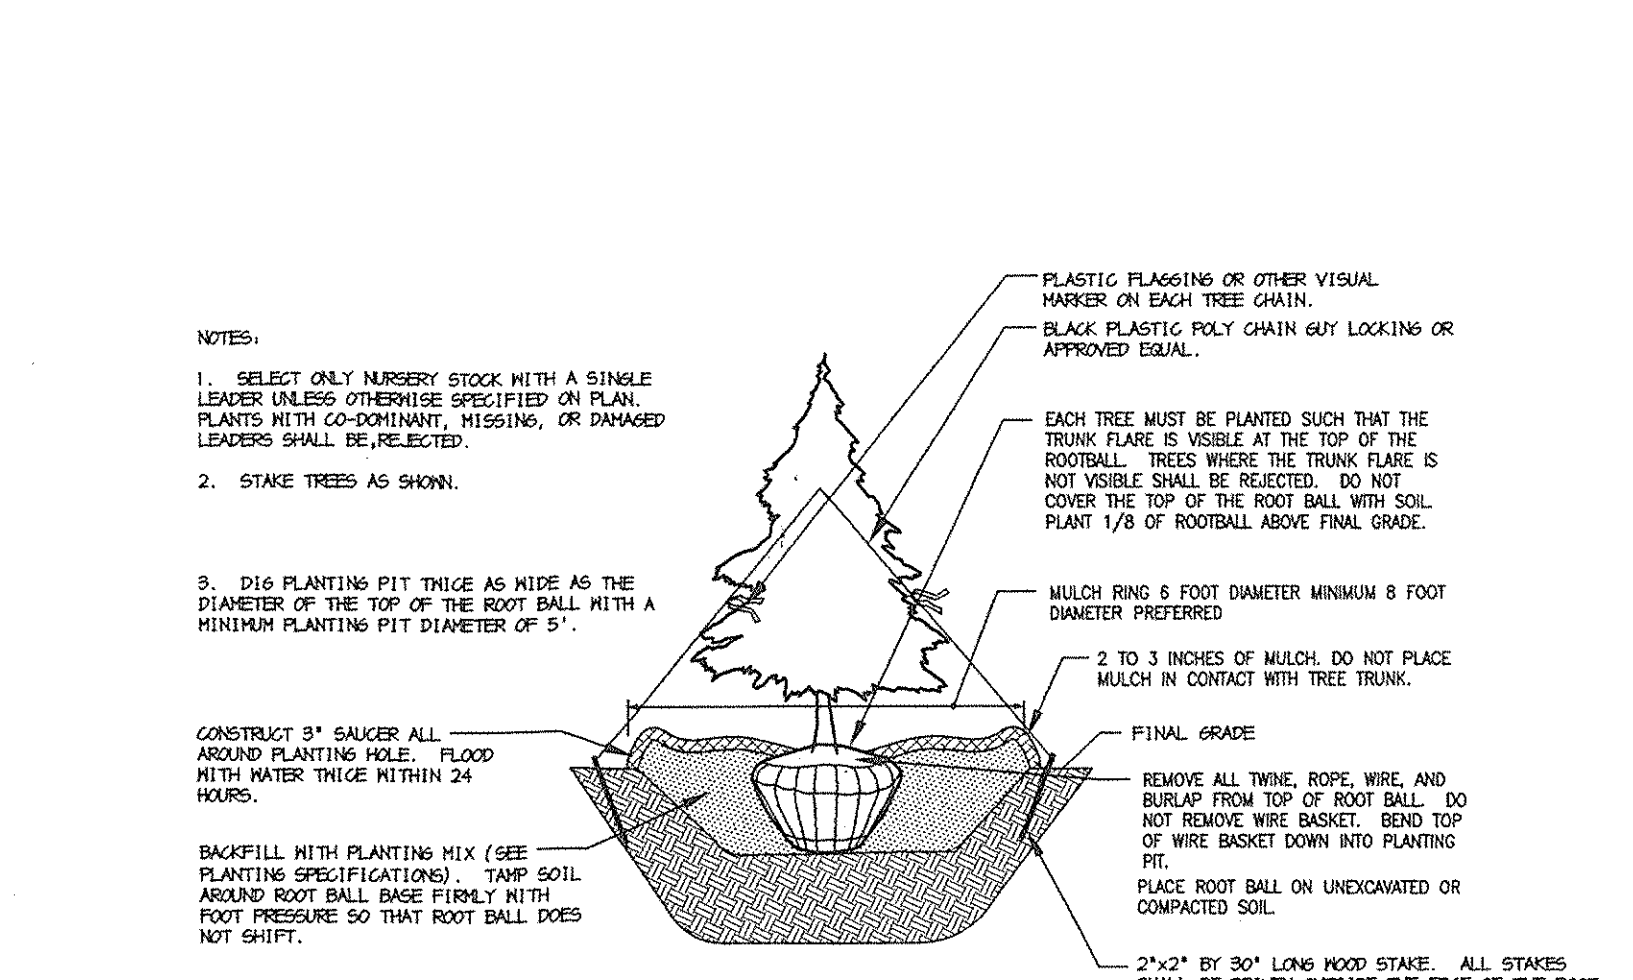 NOTES:
1. SELECT ONLY NURSERY STOCK WITH A SINGLE
LEADER UNLESS OTHERWISE SPECIFIED ON PLAN.
PLANTS WITH CO-DOMINANT, MISSING, OR DAMAGED
LEADERS SHALL BE,REJECTED.
2. STAKE TREES AS SHOWN.
3. DIG PLANTING PIT TWICE AS WIDE AS THE
DIAMETER OF THE TOP OF THE ROOT BALL WITH A
MINIMUM PLANTING PIT DIAMETER OF 5'.
CONSTRUCT 3" SAUCER ALL
AROUND PLANTING HOLE. FLOOD
WITH WATER TWICE WITHIN 24
HOURS.
BACKFILL WITH PLANTING MIX (SEE
PLANTING SPECIFICATIONS). TAMP SOIL
AROUND ROOT BALL BASE FIRMLY WITH
FOOT PRESSURE SO THAT ROOT BALL DOES
NOT SHIFT.
PLASTIC FLAGGING OR OTHER VISUAL
MARKER ON EACH TREE CHAIN.
BLACK PLASTIC POLY CHAIN GUY LOCKING OR
APPROVED EQUAL.
EACH TREE MUST BE PLANTED SUCH THAT THE
TRUNK FLARE IS VISIBLE AT THE TOP OF THE
ROOTBALL. TREES WHERE THE TRUNK FLARE IS
NOT VISIBLE SHALL BE REJECTED. DO NOT
COVER THE TOP OF THE ROOT BALL WITH SOIL.
PLANT 1/8 OF ROOTBALL ABOVE FINAL GRADE.
MULCH RING 6 FOOT DIAMETER MINIMUM 8 FOOT
DIAMETER PREFERRED
2 TO 3 INCHES OF MULCH. DO NOT PLACE
MULCH IN CONTACT WITH TREE TRUNK.
FINAL GRADE
REMOVE ALL TWINE, ROPE, WIRE, AND
BURLAP FROM TOP OF ROOT BALL. DO
NOT REMOVE WIRE BASKET. BEND TOP
OF WIRE BASKET DOWN INTO PLANTING
PIT.
PLACE ROOT BALL ON UNEXCAVATED OR
COMPACTED SOIL.
2"x2" BY 30" LONG WOOD STAKE. ALL STAKES